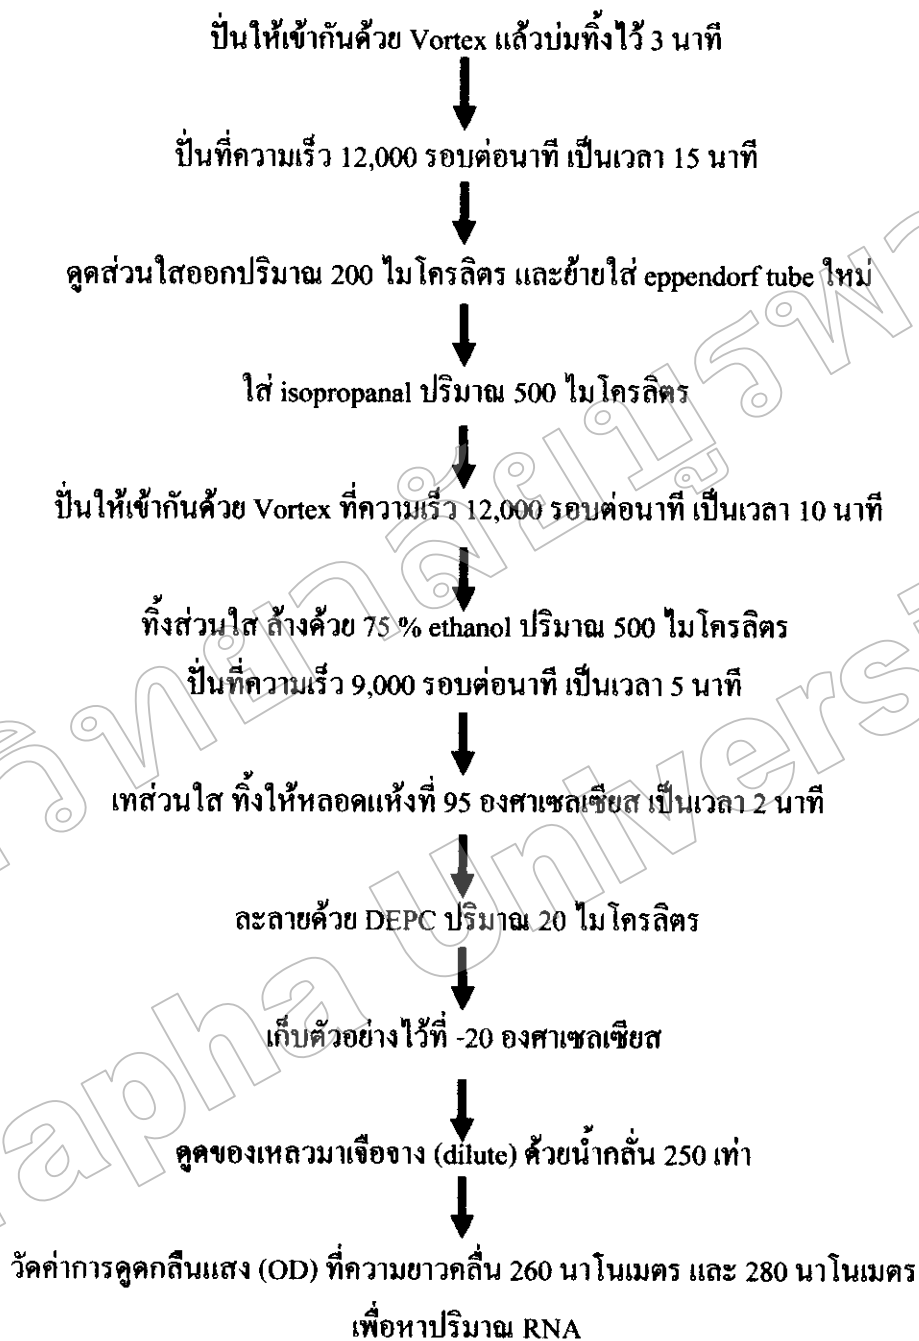 ปั่นให้เข้ากันด้วย Vortex แล้วบ่มทิ้งไว้ 3 นาที
ปั่นที่ความเร็ว 12,000 รอบต่อนาที เป็นเวลา 15 นาที
ดูดส่วนใสออกปริมาณ 200 ไมโครลิตร และย้ายใส่ eppendorf tube ใหม่
ใส่ isopropanal ปริมาณ 500 ไมโครลิตร
ปั่นให้เข้ากันด้วย Vortex ที่ความเร็ว 12,000 รอบต่อนาที เป็นเวลา 10 นาที
ทิ้งส่วนใส ล้างด้วย 75 % ethanol ปริมาณ 500 ไมโครลิตร
ปั่นที่ความเร็ว 9,000 รอบต่อนาที เป็นเวลา 5 นาที
เทส่วนใส ทิ้งให้หลอดแห้งที่ 95 องศาเซลเซียส เป็นเวลา 2 นาที
ละลายด้วย DEPC ปริมาณ 20 ไมโครลิตร
เก็บตัวอย่างไว้ที่ -20 องศาเซลเซียส
ดูดของเหลวมาเจือจาง (dilute) ด้วยน้ำกลั่น 250 เท่า
วัดค่าการดูดกลืนแสง (OD) ที่ความยาวคลื่น 260 นาโนเมตร และ 280 นาโนเมตร
เพื่อหาปริมาณ RNA